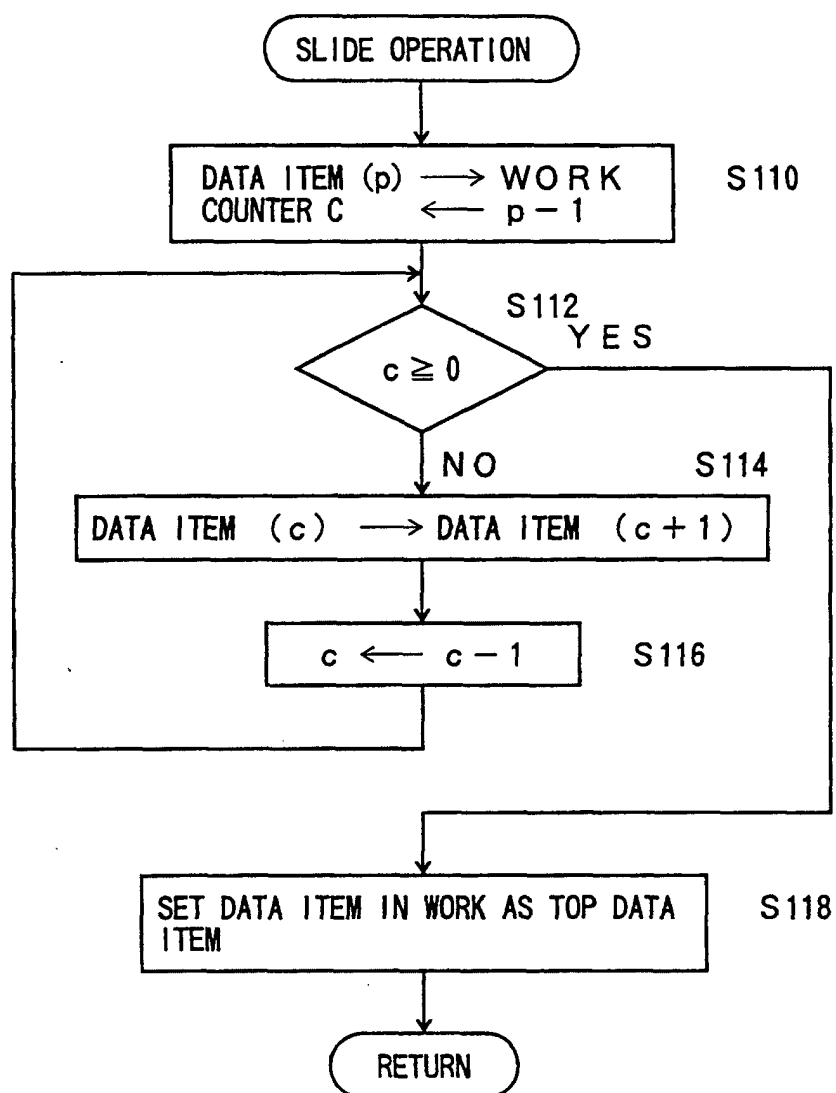 SLIDE OPERATION
DATA ITEM (p) → WORK
COUNTER C ← p-1
S110
S112
YES
c ≧ 0
NO
S114
DATA ITEM (c) → DATA ITEM (c+1)
c ← c-1
S116
SET DATA ITEM IN WORK AS TOP DATA
ITEM
S118
RETURN